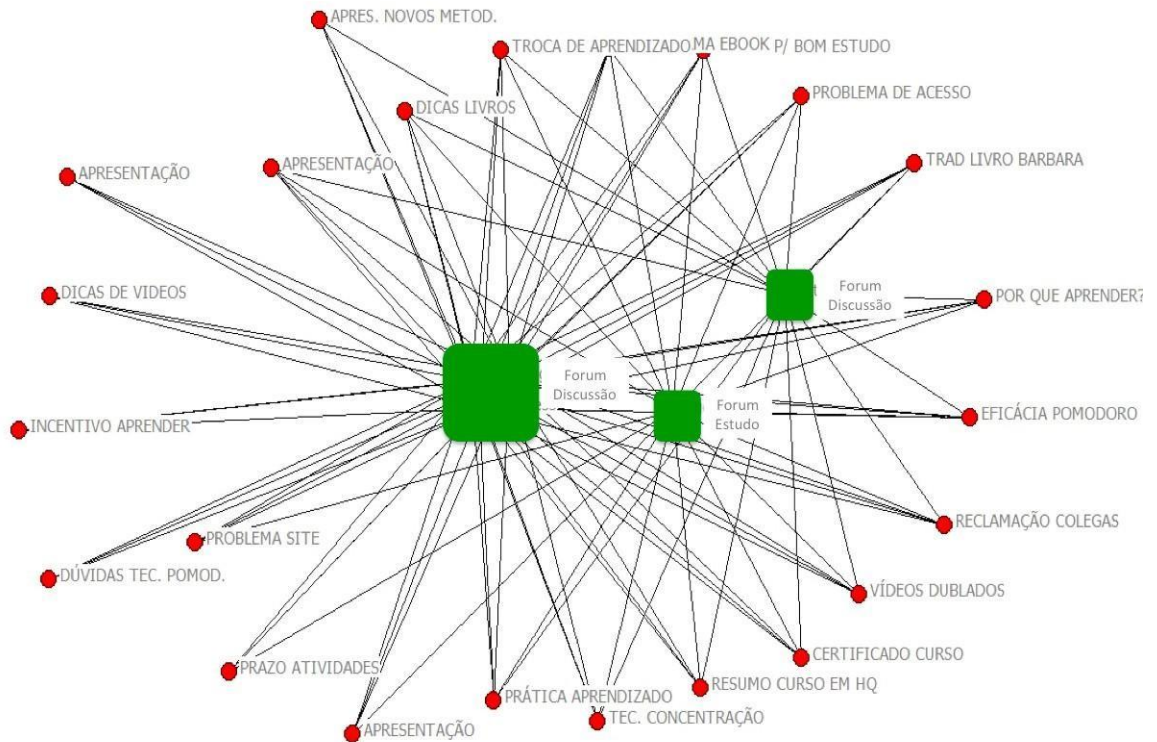 APRES. NOVOS METOD.
TROCA DE APRENDIZADO
MA EBOOK
P/ BOM ESTUDO
PROBLEMA DE ACESSO
DICAS LIVROS
TRAD LIVRO BARBARA
APRESENTAÇÃO
APRESENTAÇÃO
DICAS DE VIDEOS
Forum
Discussão
POR QUE APRENDER?
Forum
Discussão
Forum
Estudo
EFICÁCIA POMODORO
INCENTIVO APRENDER
RECLAMAÇÃO COLEGAS
PROBLEMA SITE
DÚVIDAS TEC. POMOD.
VÍDEOS DUBLADOS
CERTIFICADO CURSO
PRAZO ATIVIDADES
RESUMO CURSO EM HQ
PRÁTICA APRENDIZADO
TEC. CONCENTRAÇÃO
APRESENTAÇÃO